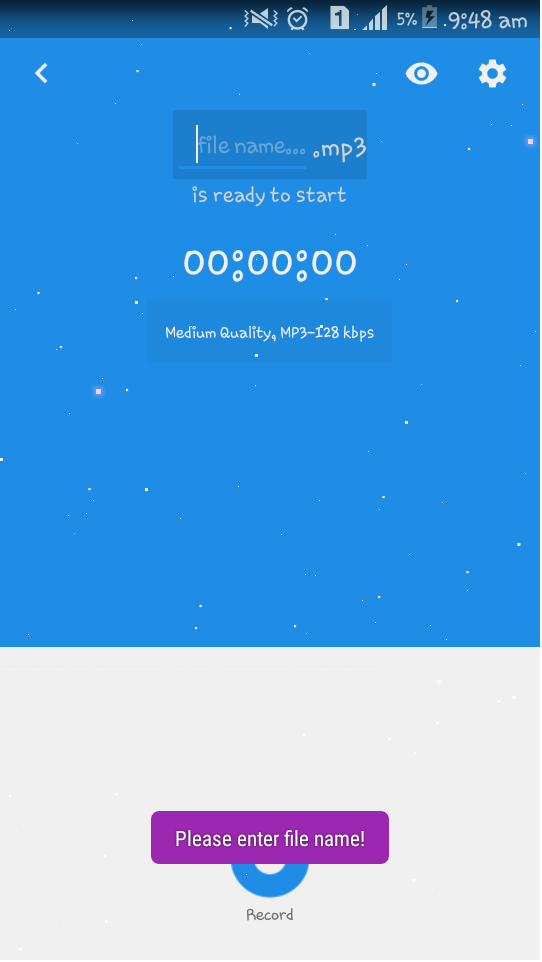 1 5% 9:48 am
file name... .mp3
is ready to start
00:00:00
Medium Quality, MP3-128 kbps
Please enter file name!
Record